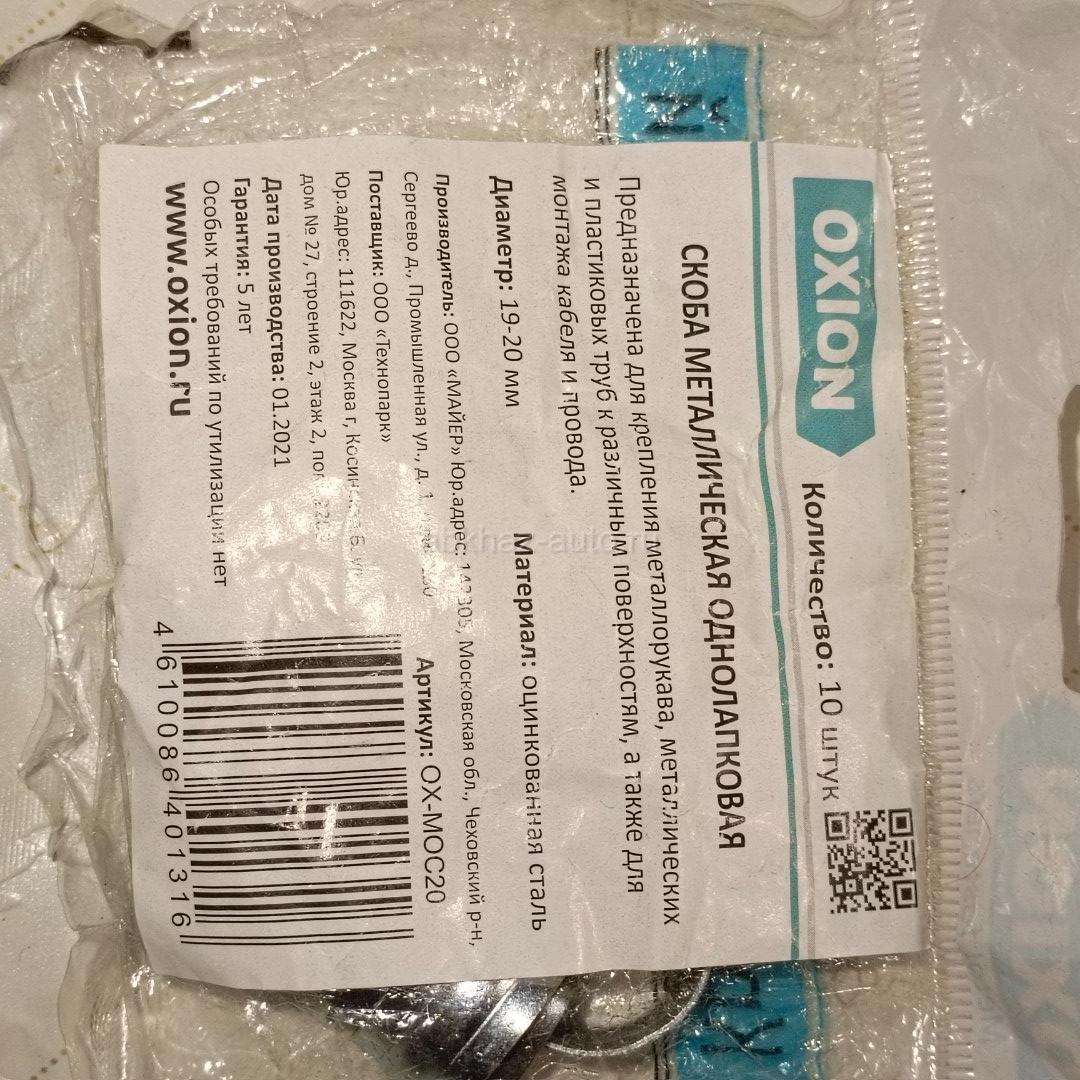 OXION
Количество: 10 штук
СКОБА МЕТАЛЛИЧЕСКАЯ ОДНОЛАПКОВАЯ
Предназначена для крепления металлорукава, металлических
и пластиковых труб к различным поверхностям, а также для
монтажа кабеля и провода.
Диаметр: 19-20 мм
Материал: оцинкованная сталь
Производитель: ООО «МАЙЕР» Юр.адрес: 142305, Московская обл., Чеховский р-н,
Сергеево д., Промышленная ул., д. 1
Поставщик: ООО «Технопарк»
Юр.адрес: 111622, Москва г,
дом № 27, строение 2, этаж 2,
Дата производства: 01.2021
Гарантия: 5 лет
Особых требований по утилизации нет
www.oxion.ru
Артикул: OX-МОС20
4 610086 401316